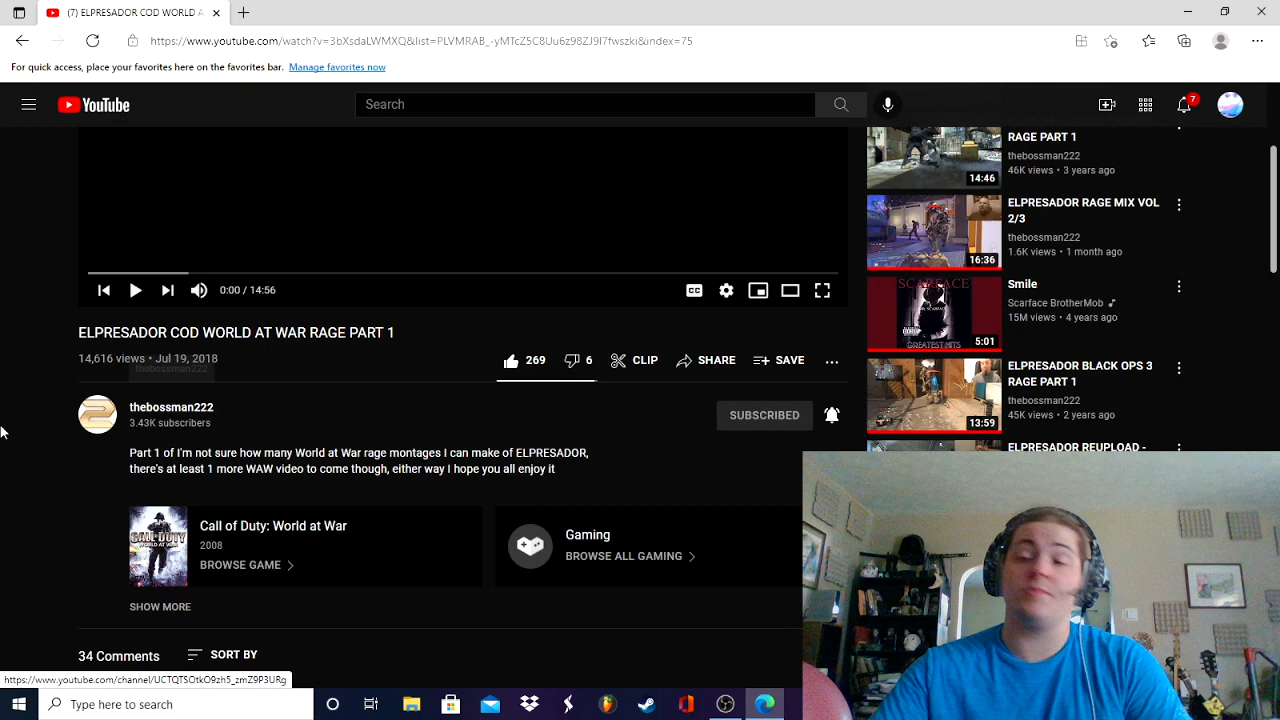 (7) ELPRESADOR COD WORLD A
https://www.youtube.com/watch?v=3bXsdaLWMXQ&list=PLVMRAB_-yMTcZ5C8Uu6z98ZJ9I7fwszki&index=75
For quick access, place your favorites here on the favorites bar. Manage favorites now
YouTube
Search
7
RAGE PART 1
thebossman222
46K views • 3 years ago
14:46
ELPRESADOR RAGE MIX VOL
2/3
thebossman222
1.6K views • 1 month ago
16:36
SCARFACE
GREATEST HITS
5:01
Smile
Scarface BrotherMob
15M views • 4 years ago
ELPRESADOR BLACK OPS 3
RAGE PART 1
thebossman222
45K views • 2 years ago
13:59
ELPRESADOR REUPLOAD -
0:00 / 14:56
CC
ELPRESADOR COD WORLD AT WAR RAGE PART 1
14,616 views • Jul 19, 2018
269
6
CLIP
SHARE
SAVE
thebossman222
thebossman222
3.43K subscribers
SUBSCRIBED
Part 1 of I'm not sure how many World at War rage montages I can make of ELPRESADOR,
there's at least 1 more WAW video to come though, either way I hope you all enjoy it
CALL DUTY
Call of Duty: World at War
2008
BROWSE GAME
Gaming
BROWSE ALL GAMING
SHOW MORE
34 Comments
SORT BY
https://www.youtube.com/channel/UCTQTSOtkO9zh5_zmZ9P3URg
Type here to search